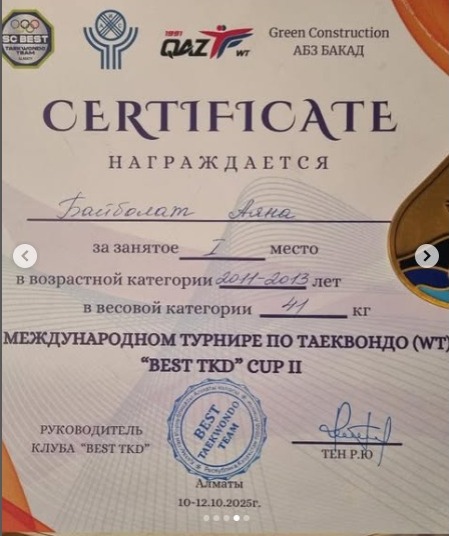 SC BEST
TAEKWONDO
TEAM
ALMATY
1991
QAZ
WT
Green Construction
АБЗ БАКАД
CERTIFICATE
НАГРАЖДАЕТСЯ
Байболат Аяна
за занятое I место
в возрастной категории 2011-2013 лет
в весовой категории 41 кг
МЕЖДУНАРОДНОМ ТУРНИРЕ ПО ТАЕКВОНДО (WT)
“BEST TKD” CUP II
BEST
TAEKWONDO
TEAM
РУКОВОДИТЕЛЬ
КЛУБА “BEST TKD”
ТЕН Р.Ю
Алматы
10-12.10.2025г.